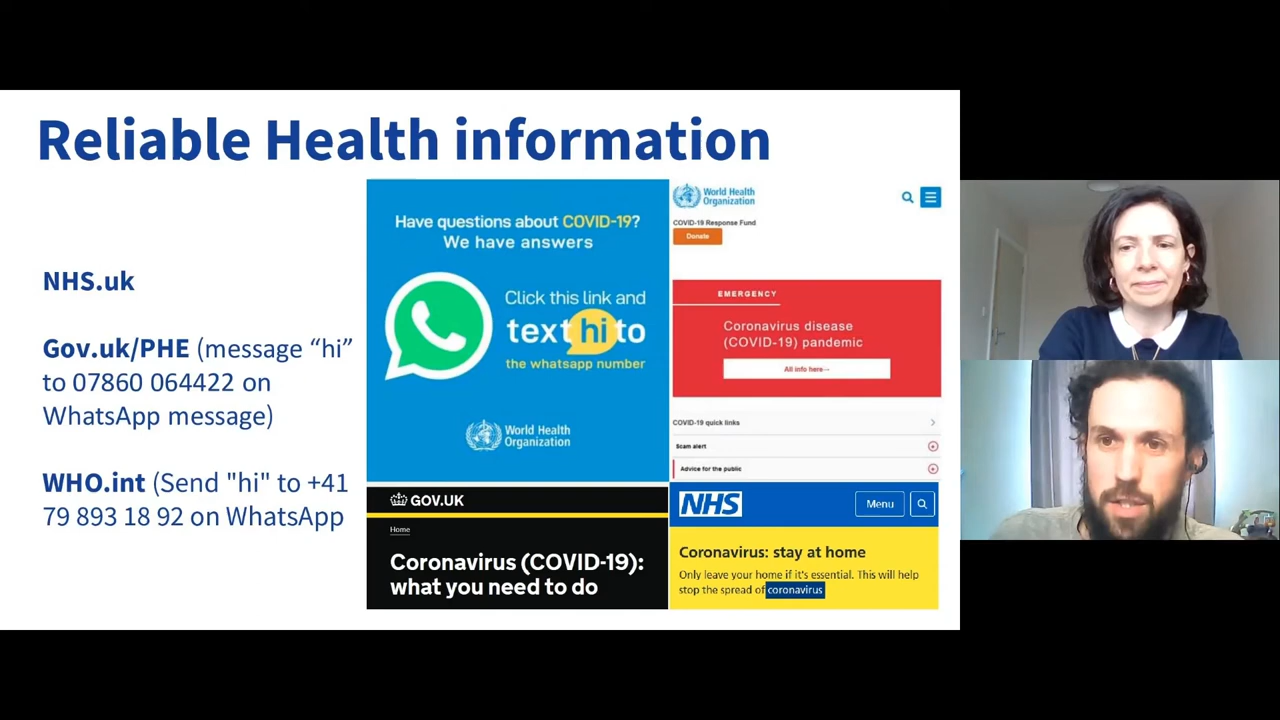 Reliable Health information
NHS.uk
Gov.uk/PHE (message “hi”
to 07860 064422 on
WhatsApp message)
WHO.int (Send "hi" to +41
79 893 18 92 on WhatsApp
Have questions about COVID-19?
We have answers
Click this link and
text hi to
the whatsapp number
World Health
Organization
World Health
Organization
COVID-19 Response Fund
Donate
EMERGENCY
Coronavirus disease
(COVID-19) pandemic
All info here→
COVID-19 quick links
Scam alert
Advice for the public
GOV.UK
Home
Coronavirus (COVID-19):
what you need to do
NHS
Menu
Coronavirus: stay at home
Only leave your home if it's essential. This will help
stop the spread of coronavirus